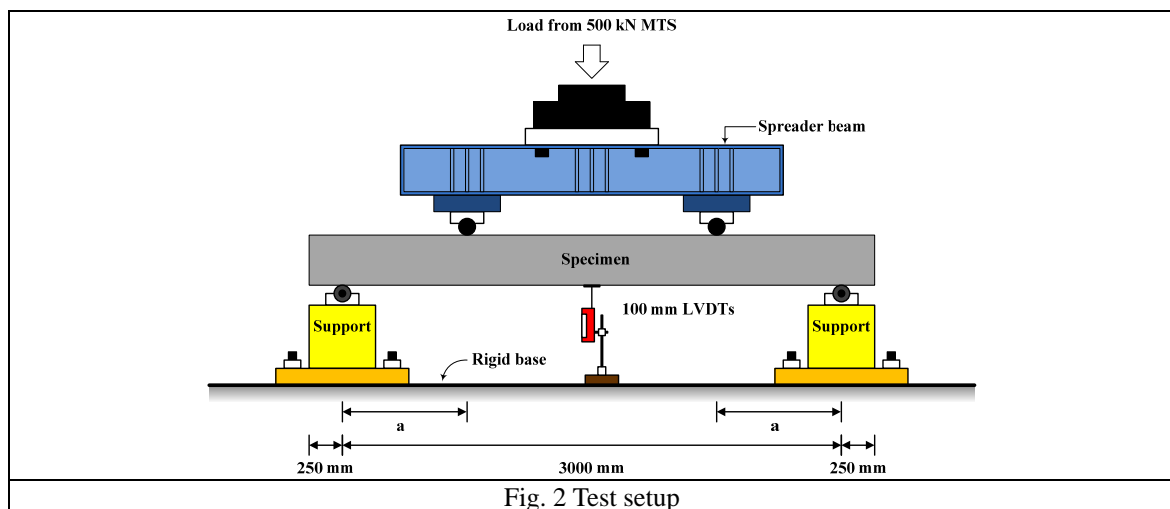 Load from 500 kN MTS
Spreader beam
Specimen
100 mm LVDTs
Support
Support
Rigid base
a
a
250 mm
3000 mm
250 mm
Fig. 2 Test setup